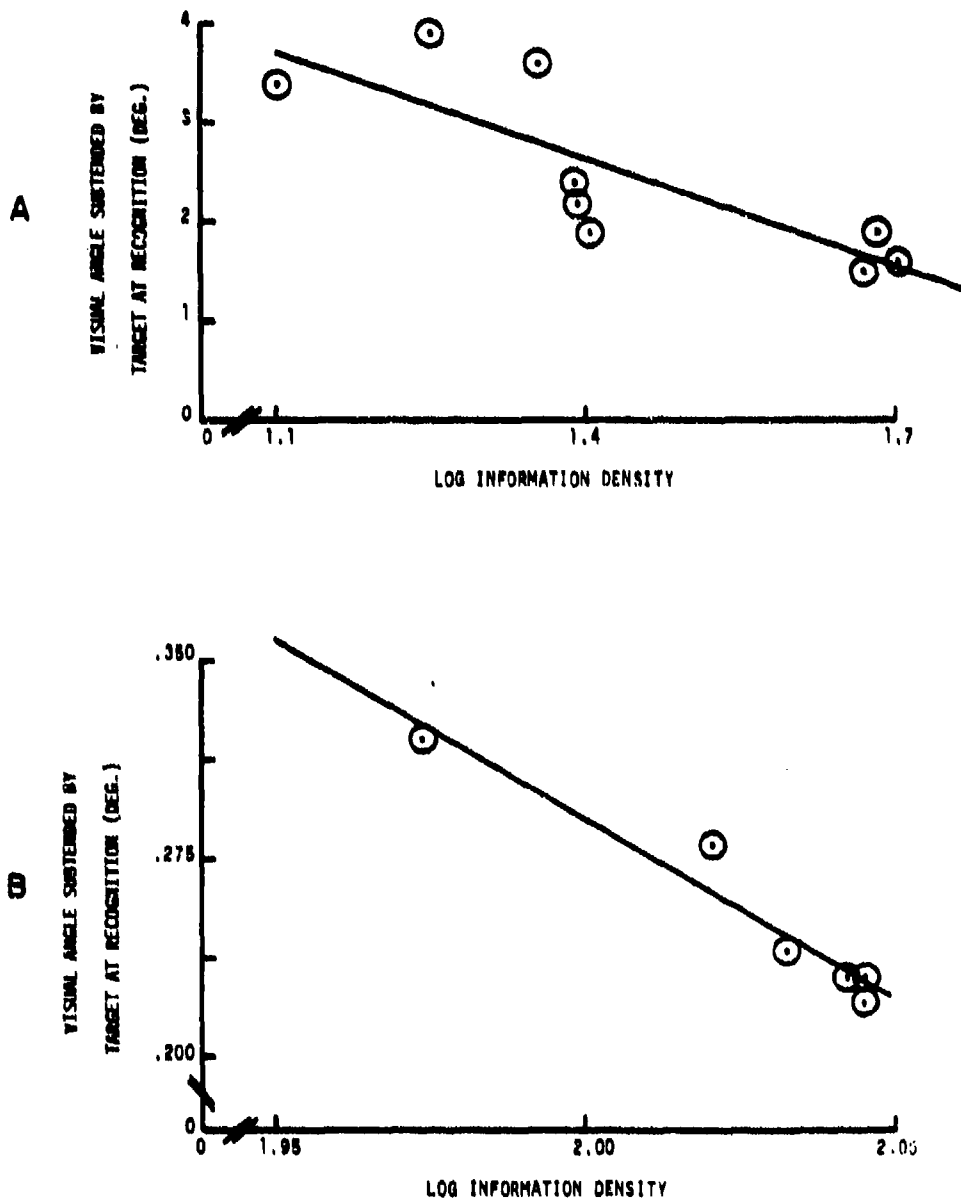 A
VISUAL ANGLE SUBTENDED BY
TARGET AT RECOGNITION (DEG.)
4
3
2
1
0
0 1.1 1.4 1.7
LOG INFORMATION DENSITY
B
VISUAL ANGLE SUBTENDED BY
TARGET AT RECOGNITION (DEG.)
.350
.275
.200
0
0 1.95 2.00 2.05
LOG INFORMATION DENSITY